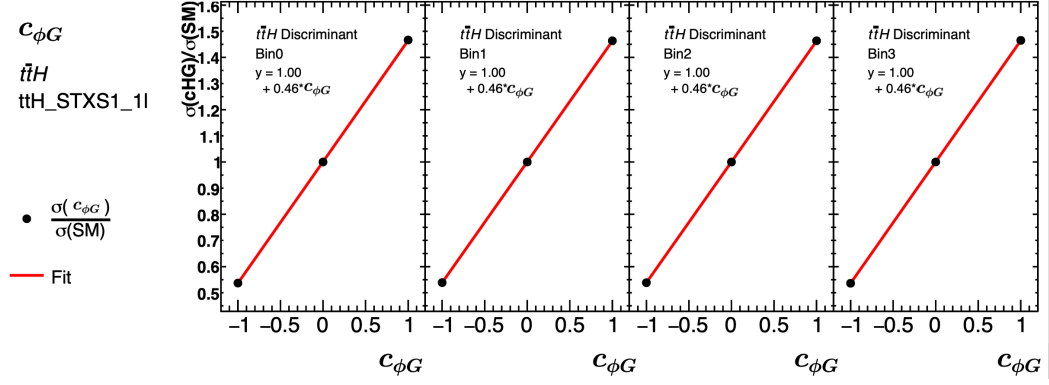 c_ϕG
tt̄H
ttH_STXS1_1l
σ( c_ϕG )
σ(SM)
Fit
σ(cHG)/σ(SM)
1.6
1.5
1.4
1.3
1.2
1.1
1
0.9
0.8
0.7
0.6
0.5
tt̄H Discriminant
Bin0
y = 1.00
+ 0.46*c_ϕG
tt̄H Discriminant
Bin1
y = 1.00
+ 0.46*c_ϕG
tt̄H Discriminant
Bin2
y = 1.00
+ 0.46*c_ϕG
tt̄H Discriminant
Bin3
y = 1.00
+ 0.46*c_ϕG
−1 −0.5 0 0.5 1
−1 −0.5 0 0.5 1
−1 −0.5 0 0.5 1
−1 −0.5 0 0.5 1
c_ϕG c_ϕG c_ϕG c_ϕG